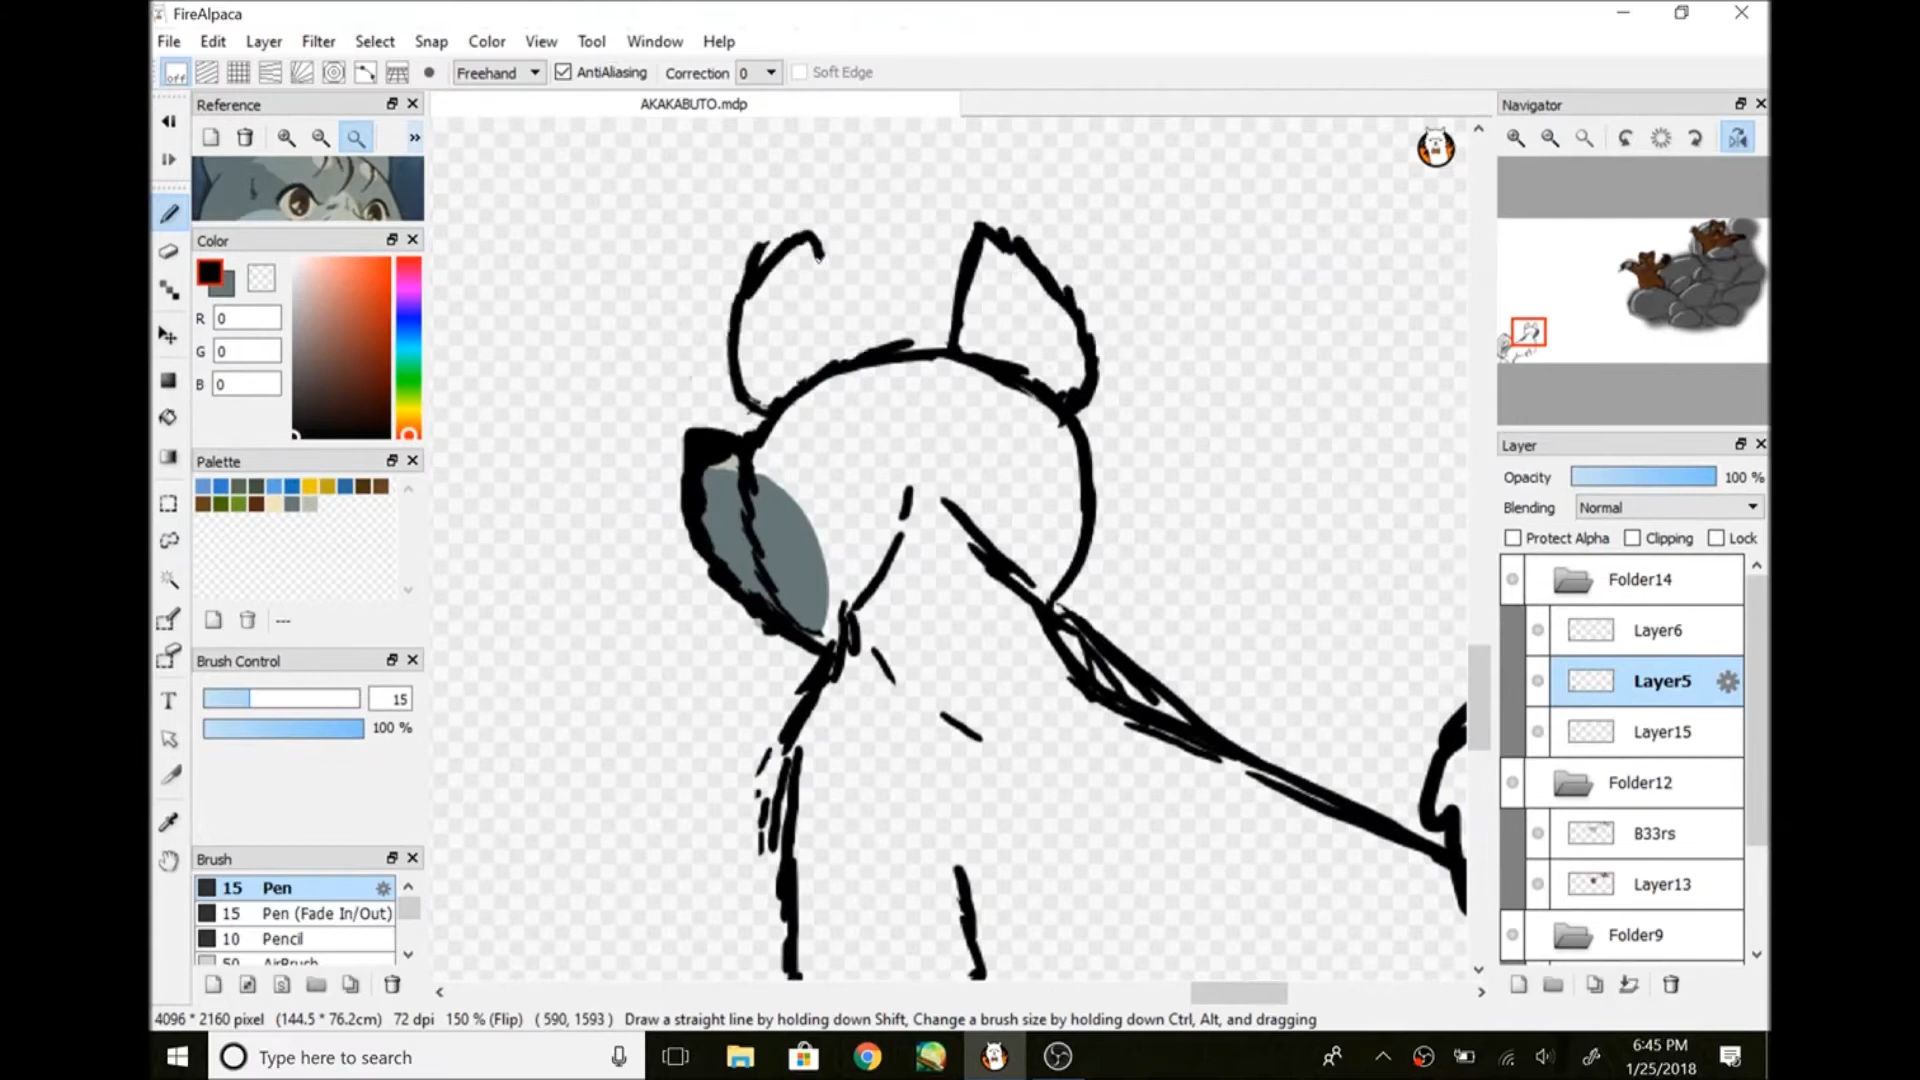 FireAlpaca
File Edit Layer Filter Select Snap Color View Tool Window Help
off Freehand AntiAliasing Correction 0 Soft Edge
Reference
AKAKABUTO.mdp
Navigator
»
Color
R 0
G 0
B 0
Palette
---
Brush Control
15
100 %
Brush
15 Pen
15 Pen (Fade In/Out)
10 Pencil
50 AirBrush
T
Layer
Opacity 100 %
Blending Normal
Protect Alpha Clipping Lock
Folder14
Layer6
Layer5
Layer15
Folder12
B33rs
Layer13
Folder9
4096 * 2160 pixel (144.5 * 76.2cm) 72 dpi 150 % (Flip) ( 590, 1593 ) Draw a straight line by holding down Shift, Change a brush size by holding down Ctrl, Alt, and dragging
Type here to search
6:45 PM
1/25/2018